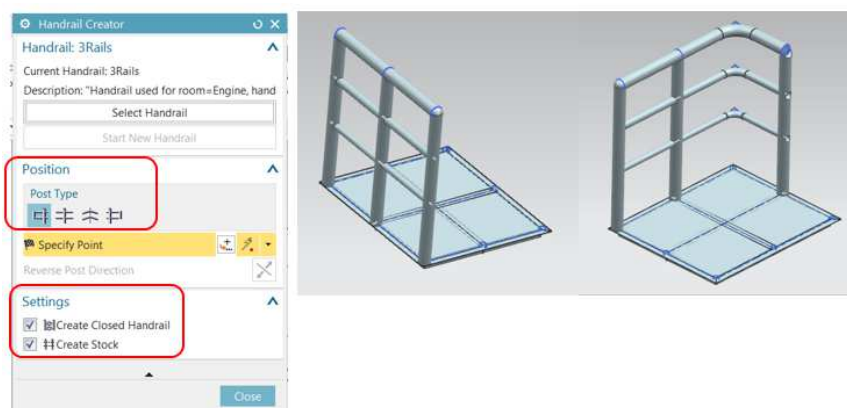 Handrail Creator
Handrail: 3Rails
Current Handrail: 3Rails
Description: "Handrail used for room=Engine, hand
Select Handrail
Start New Handrail
Position
Post Type
Specify Point
Reverse Post Direction
Settings
Create Closed Handrail
Create Stock
Close